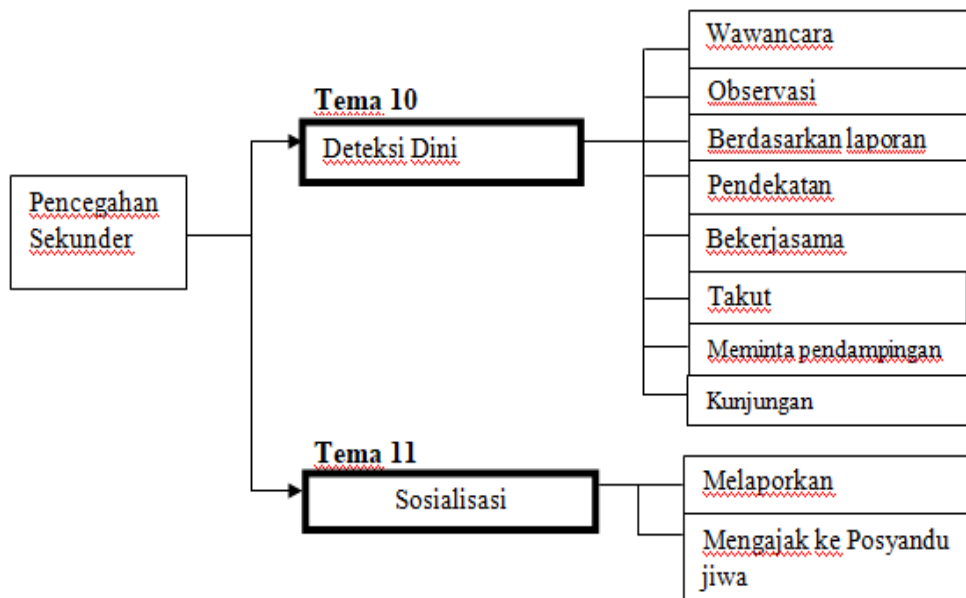 Pencegahan
Sekunder
Tema 10
Deteksi Dini
Wawancara
Observasi
Berdasarkan laporan
Pendekatan
Bekerjasama
Takut
Meminta pendampingan
Kunjungan
Tema 11
Sosialisasi
Melaporkan
Mengajak ke Posyandu
jiwa